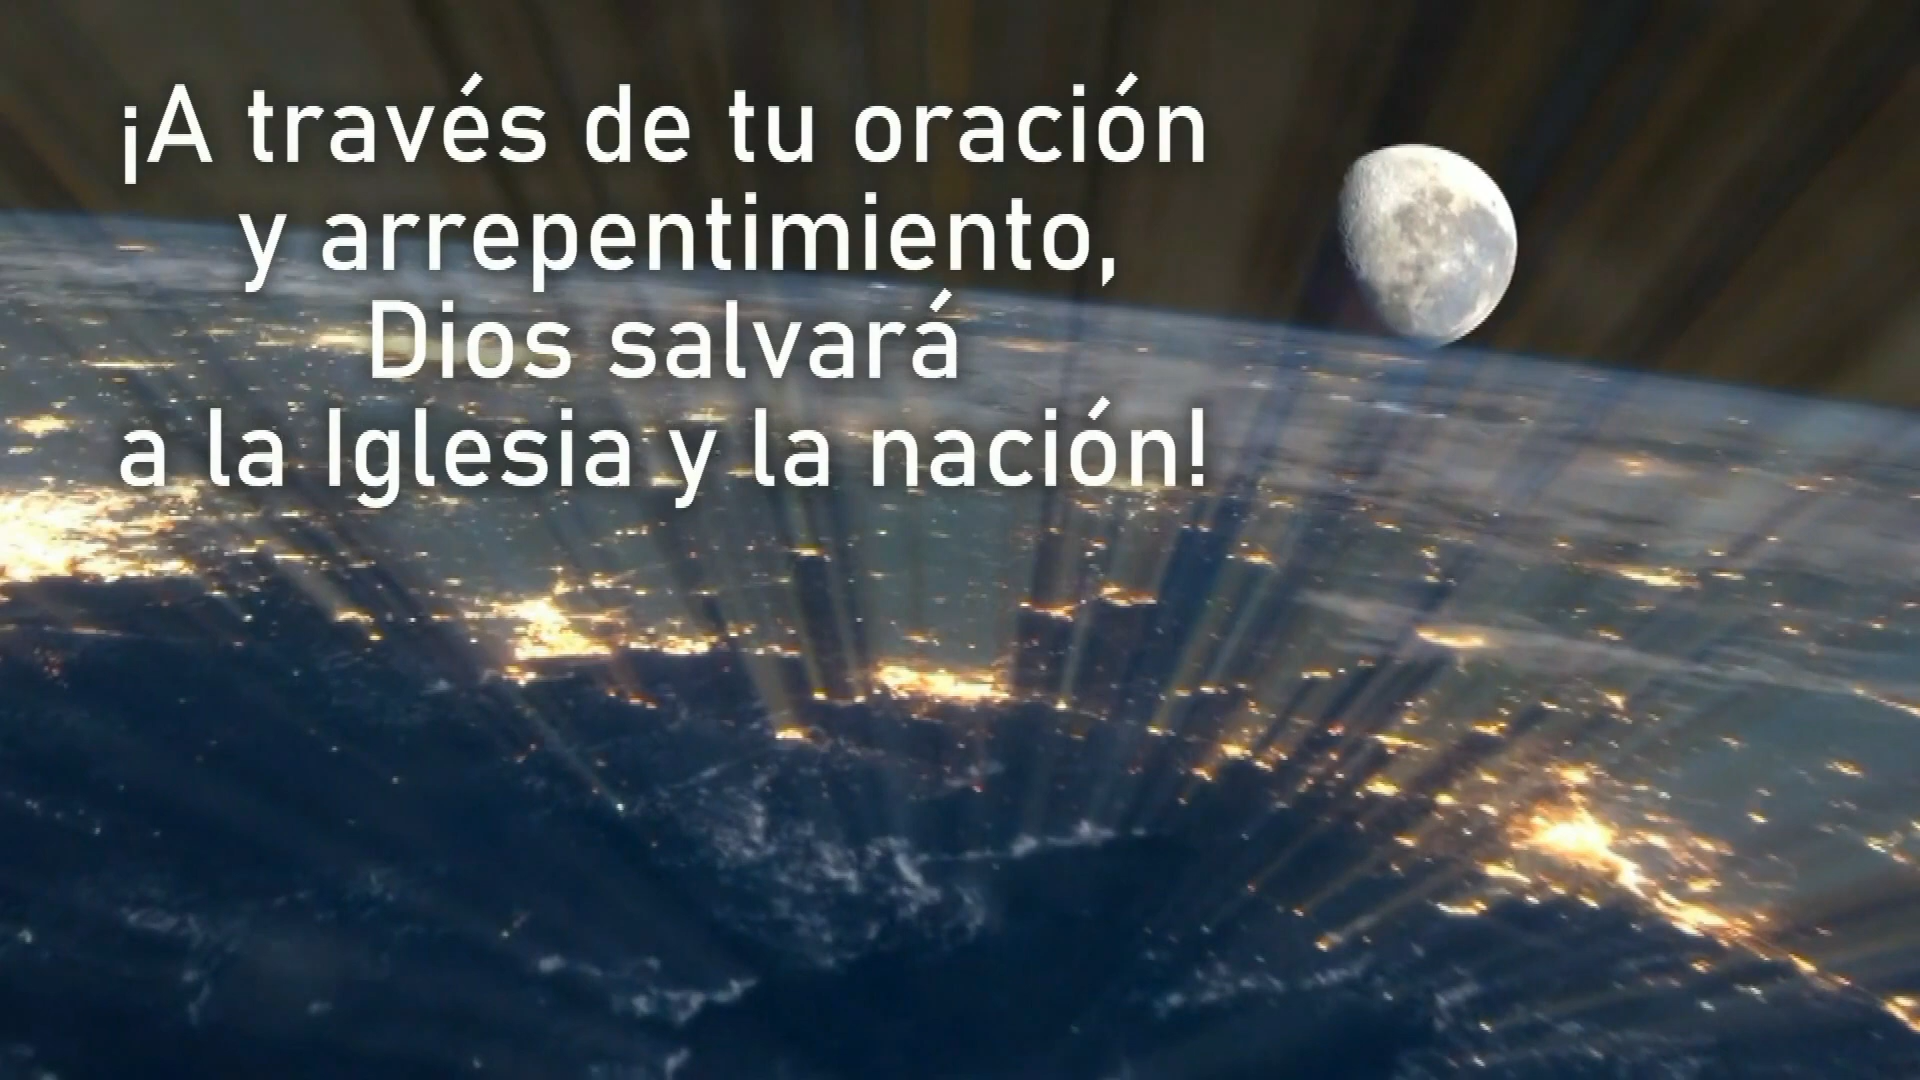 ¡A través de tu oración
y arrepentimiento,
Dios salvará
a la Iglesia y la nación!